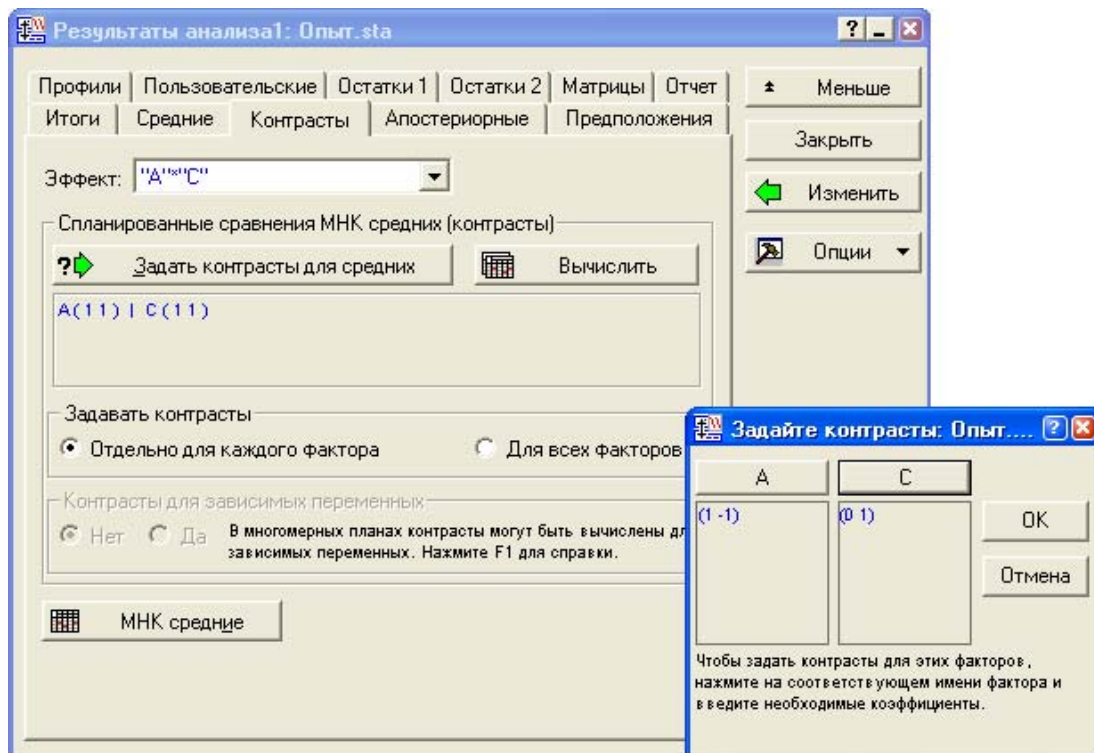 Результаты анализа1: Опыт.sta
Профили Пользовательские Остатки 1 Остатки 2 Матрицы Отчет
Итоги Средние Контрасты Апостериорные Предположения
Меньше
Закрыть
Изменить
Опции
Эффект: "A"*"C"
Спланированные сравнения МНК средних (контрасты)
Задать контрасты для средних
Вычислить
A(1 1) | C(1 1)
Задавать контрасты
Отдельно для каждого фактора
Для всех факторов
Контрасты для зависимых переменных
Нет Да
В многомерных планах контрасты могут быть вычислены дл
зависимых переменных. Нажмите F1 для справки.
МНК средние
Задайте контрасты: Опыт....
A C
(1 -1) (0 1)
OK
Отмена
Чтобы задать контрасты для этих факторов,
нажмите на соответствующем имени фактора и
введите необходимые коэффициенты.